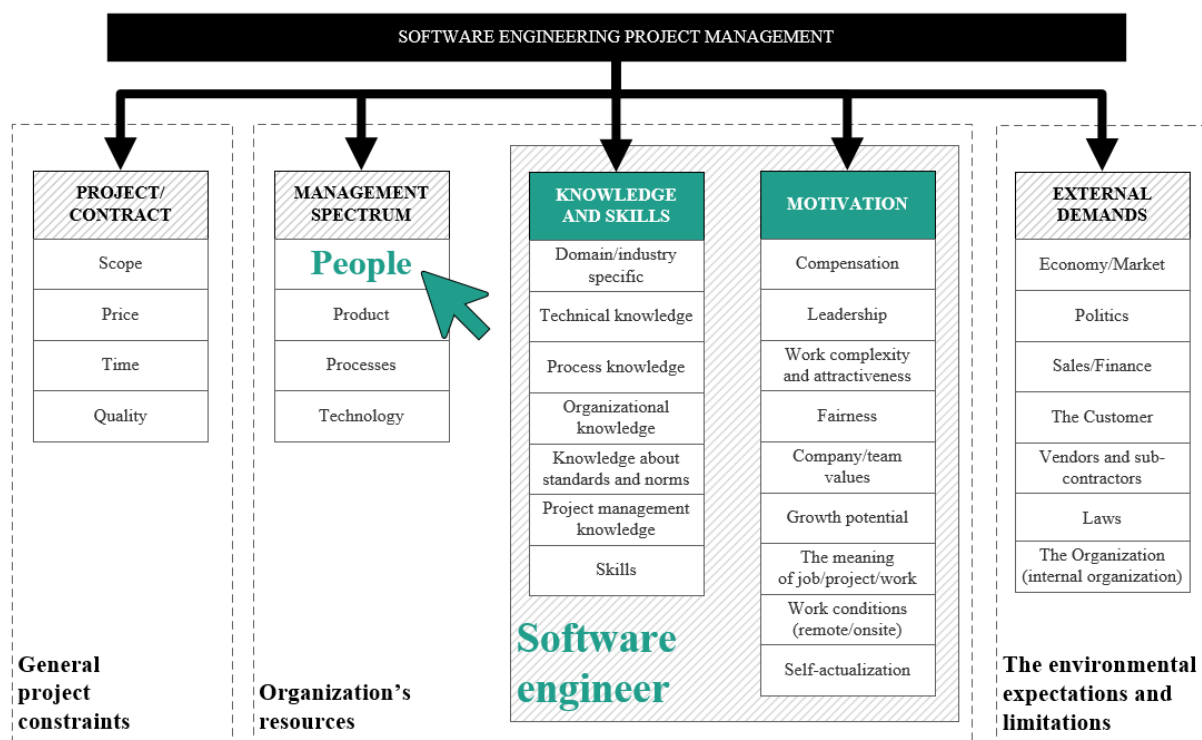 SOFTWARE ENGINEERING PROJECT MANAGEMENT
PROJECT/
CONTRACT
Scope
Price
Time
Quality
General
project
constraints
MANAGEMENT
SPECTRUM
People
Product
Processes
Technology
Organization’s
resources
KNOWLEDGE
AND SKILLS
Domain/industry
specific
Technical knowledge
Process knowledge
Organizational
knowledge
Knowledge about
standards and norms
Project management
knowledge
Skills
Software
engineer
MOTIVATION
Compensation
Leadership
Work complexity
and attractiveness
Fairness
Company/team
values
Growth potential
The meaning
of job/project/work
Work conditions
(remote/onsite)
Self-actualization
EXTERNAL
DEMANDS
Economy/Market
Politics
Sales/Finance
The Customer
Vendors and sub-
contractors
Laws
The Organization
(internal organization)
The environmental
expectations and
limitations